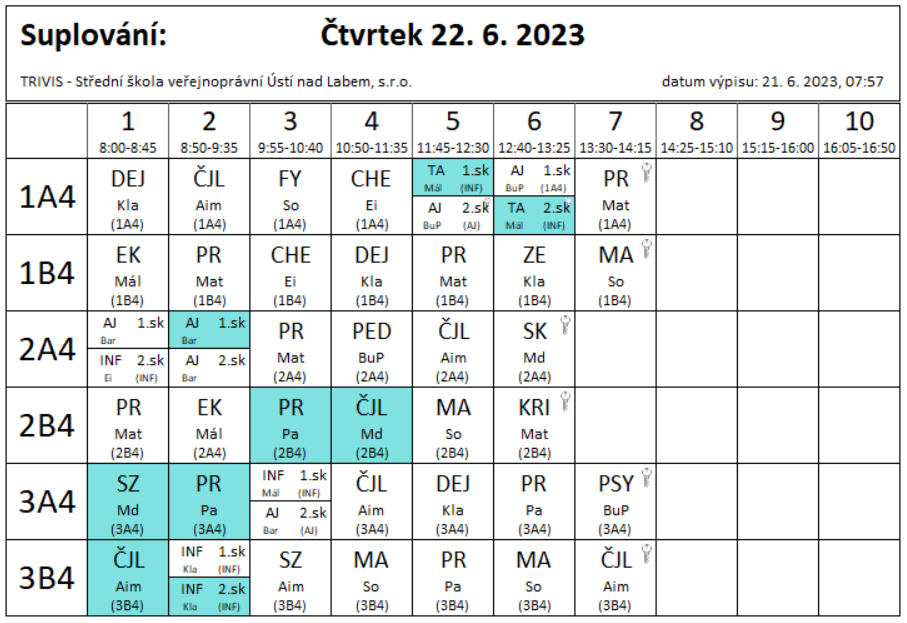 Suplování: Čtvrtek 22. 6. 2023
TRIVIS - Střední škola veřejnoprávní Ústí nad Labem, s.r.o. datum výpisu: 21. 6. 2023, 07:57
1 2 3 4 5 6 7 8 9 10
8:00-8:45 8:50-9:35 9:55-10:40 10:50-11:35 11:45-12:30 12:40-13:25 13:30-14:15 14:25-15:10 15:15-16:00 16:05-16:50
1A4
DEJ Kla (1A4)
ČJL Aim (1A4)
FY So (1A4)
CHE Ei (1A4)
TA 1.sk Mál (INF)
AJ 2.sk BuP (AJ)
AJ 1.sk BuP (1A4)
TA 2.sk Mál (INF)
PR Mat (1A4)
1B4
EK Mál (1B4)
PR Mat (1B4)
CHE Ei (1B4)
DEJ Kla (1B4)
PR Mat (1B4)
ZE Kla (1B4)
MA So (1B4)
2A4
AJ 1.sk Bar
INF 2.sk Ei (INF)
AJ 1.sk Bar
AJ 2.sk Bar
PR Mat (2A4)
PED BuP (2A4)
ČJL Aim (2A4)
SK Md (2A4)
2B4
PR Mat (2B4)
EK Mál (2A4)
PR Pa (2B4)
ČJL Md (2B4)
MA So (2B4)
KRI Mat (2B4)
3A4
SZ Md (3A4)
PR Pa (3A4)
INF 1.sk Mál (INF)
AJ 2.sk Bar (AJ)
ČJL Aim (3A4)
DEJ Kla (3A4)
PR Pa (3A4)
PSY BuP (3A4)
3B4
ČJL Aim (3B4)
INF 1.sk Kla (INF)
INF 2.sk Kla (INF)
SZ Aim (3B4)
MA So (3B4)
PR Pa (3B4)
MA So (3B4)
ČJL Aim (3B4)